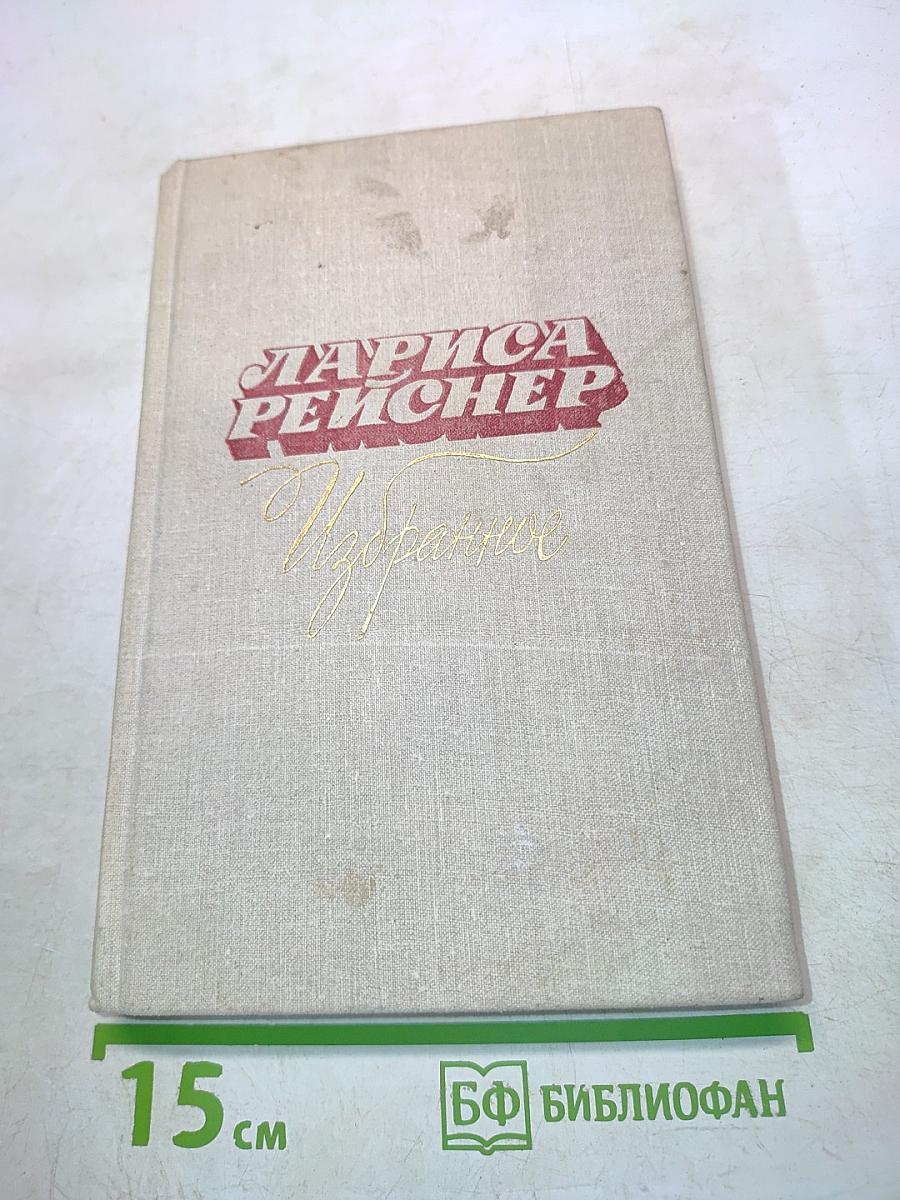 ЛАРИСА
РЕЙСНЕР
Избранное
15 см
БФ БИБЛИОФАН